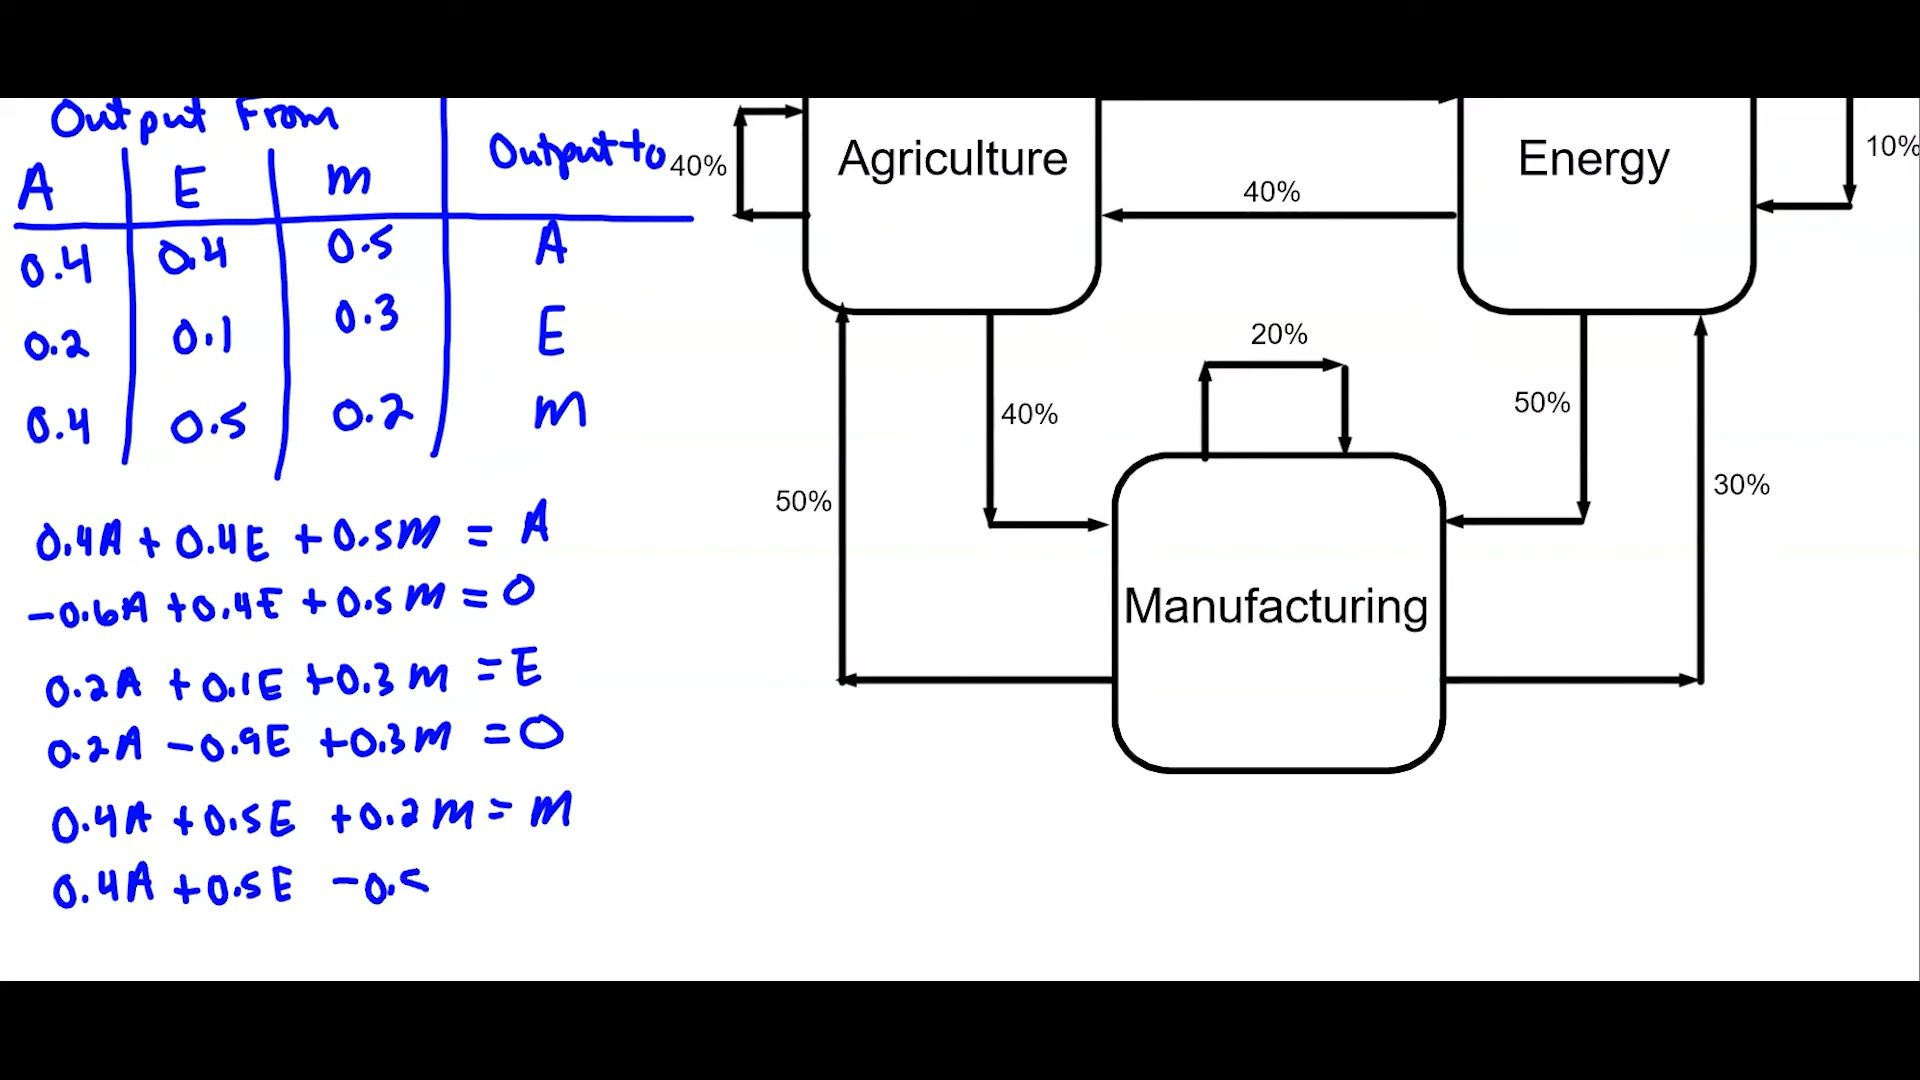 Output From
Output to
A E m
0.4 0.4 0.5 A
0.2 0.1 0.3 E
0.4 0.5 0.2 m
0.4A + 0.4E + 0.5m = A
-0.6A + 0.4E + 0.5m = 0
0.2A + 0.1E + 0.3m = E
0.2A - 0.9E + 0.3m = 0
0.4A + 0.5E + 0.2m = m
0.4A + 0.5E - 0.
40%
Agriculture
40%
Energy
10%
20%
40%
50%
50%
30%
Manufacturing